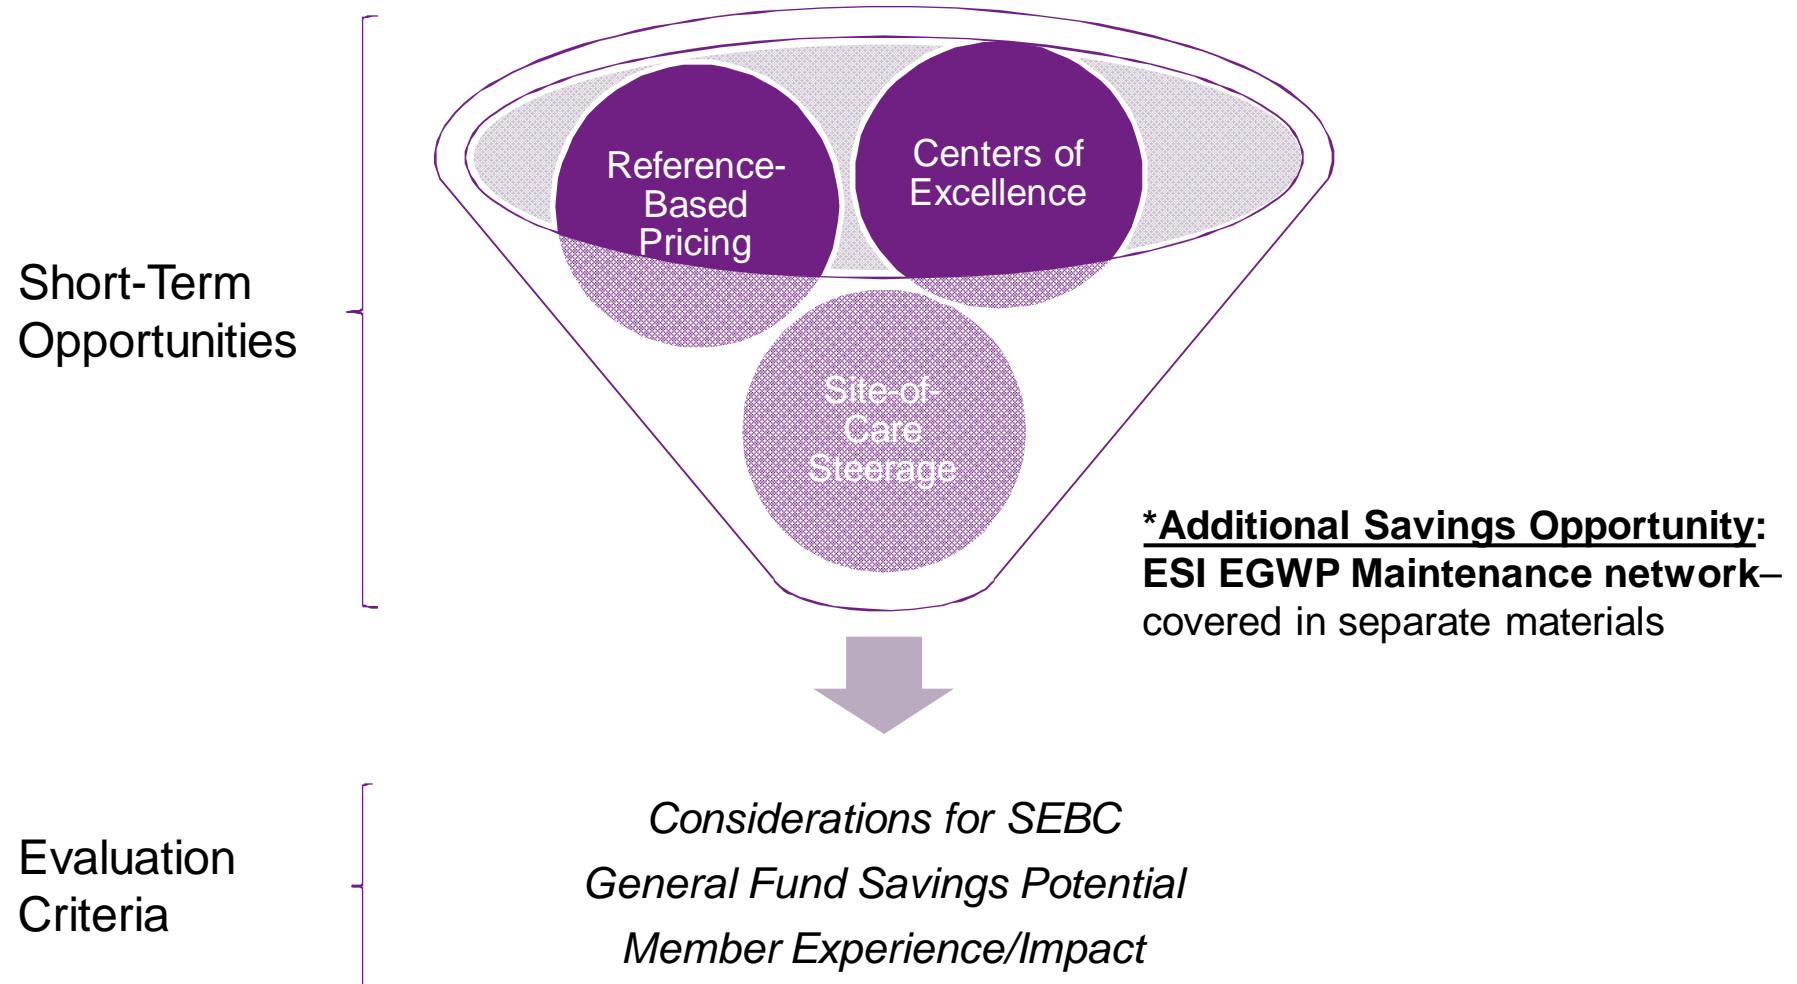 Reference-
Based
Pricing
Centers of
Excellence
Site-of-
Care
Steerage
Short-Term
Opportunities
*Additional Savings Opportunity:
ESI EGWP Maintenance network–
covered in separate materials
Evaluation
Criteria
Considerations for SEBC
General Fund Savings Potential
Member Experience/Impact